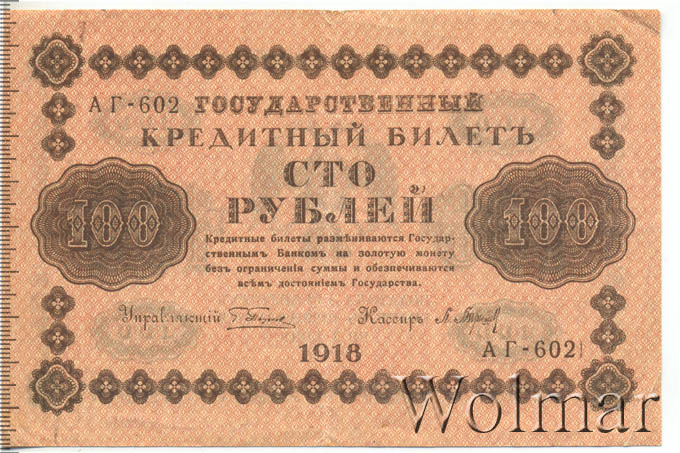 АГ-602 ГОСУДАРСТВЕННЫЙ
КРЕДИТНЫЙ БИЛЕТЪ
СТО
РУБЛЕЙ
100
100
Кредитные билеты размѣниваются Государ-
ственнымъ Банкомъ на золотую монету
безъ ограниченія суммы и обезпечиваются
всѣмъ достояніемъ Государства.
Управляющій
Кассиръ
1918
АГ-602
Wolmar